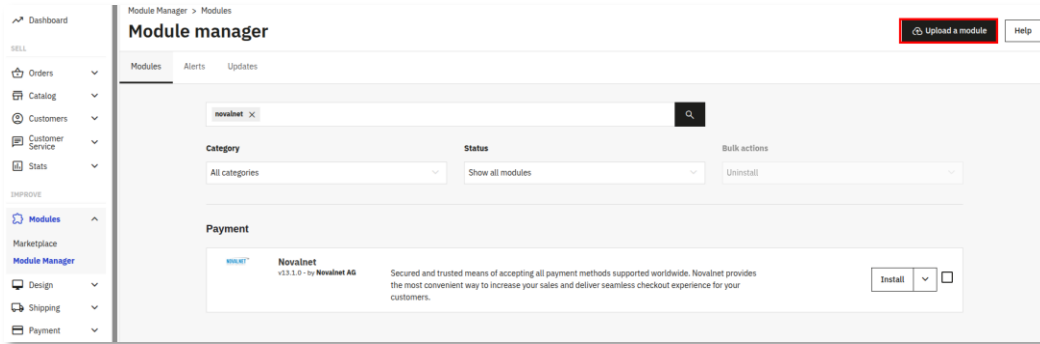 Dashboard
SELL
Orders
Catalog
Customers
Customer
Service
Stats
IMPROVE
Modules
Marketplace
Module Manager
Design
Shipping
Payment
Module Manager > Modules
Module manager
Upload a module
Help
Modules Alerts Updates
novalnet ×
Category Status Bulk actions
All categories Show all modules Uninstall
Payment
NOVALNET
Novalnet
v13.1.0 - by Novalnet AG
Secured and trusted means of accepting all payment methods supported worldwide. Novalnet provides
the most convenient way to increase your sales and deliver seamless checkout experience for your
customers.
Install